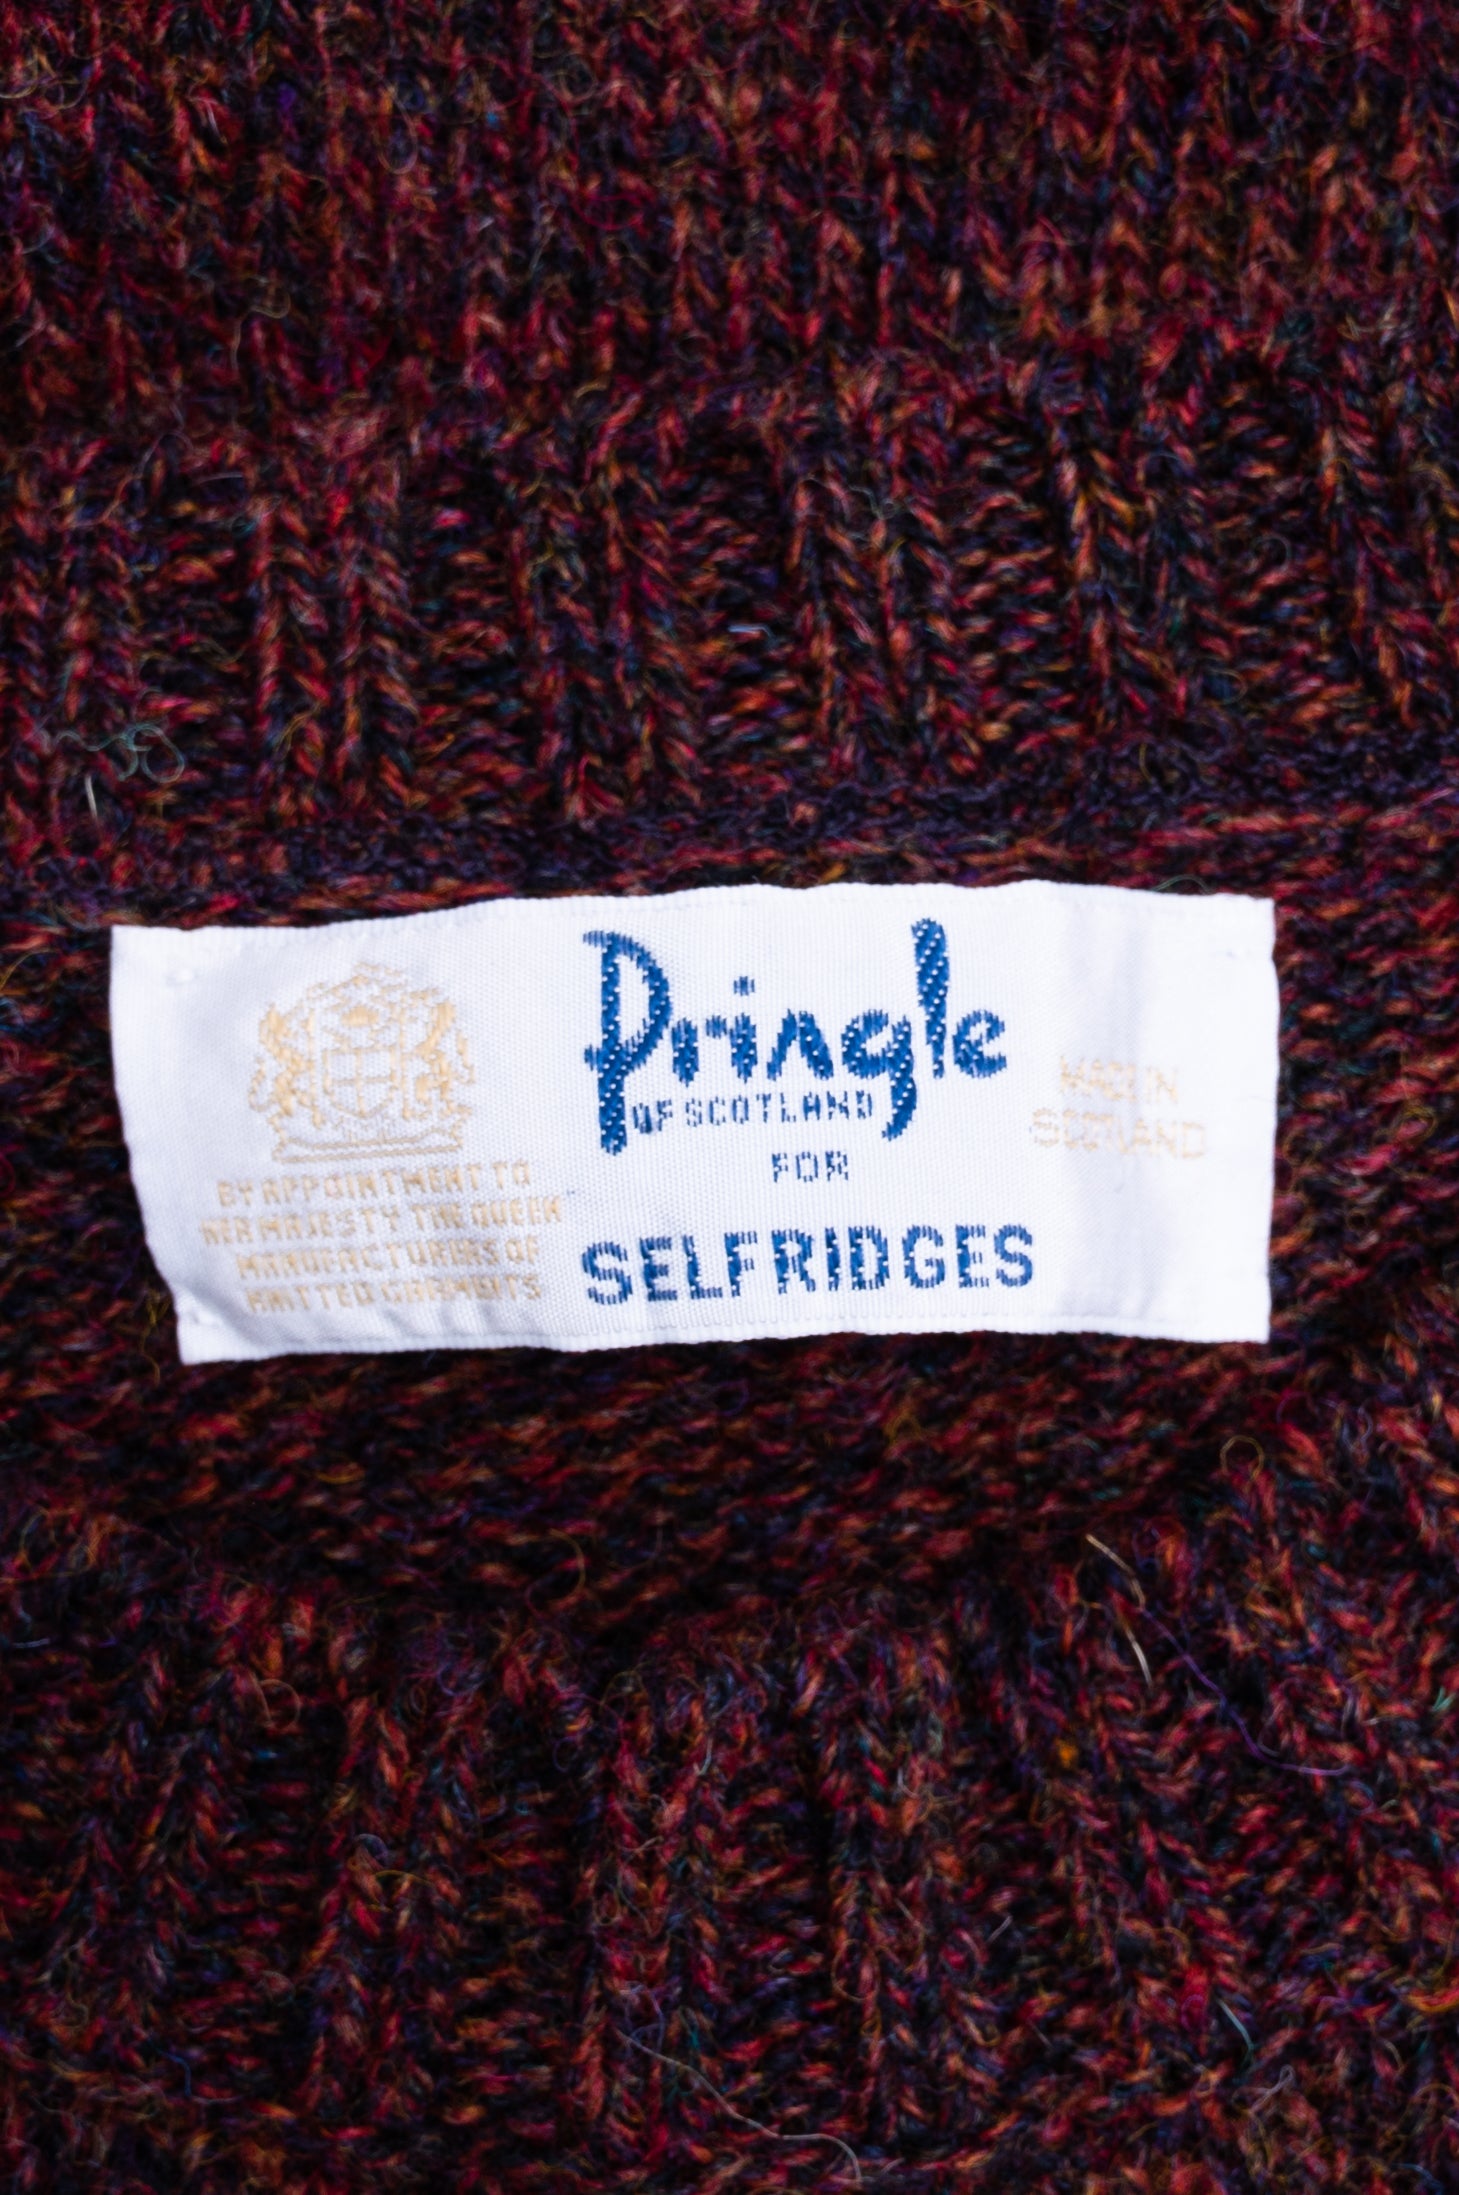 Pringle
OF SCOTLAND
FOR
SELFRIDGES
BY APPOINTMENT TO
HER MAJESTY THE QUEEN
MANUFACTURERS OF
KNITTED GARMENTS
MADE IN
SCOTLAND